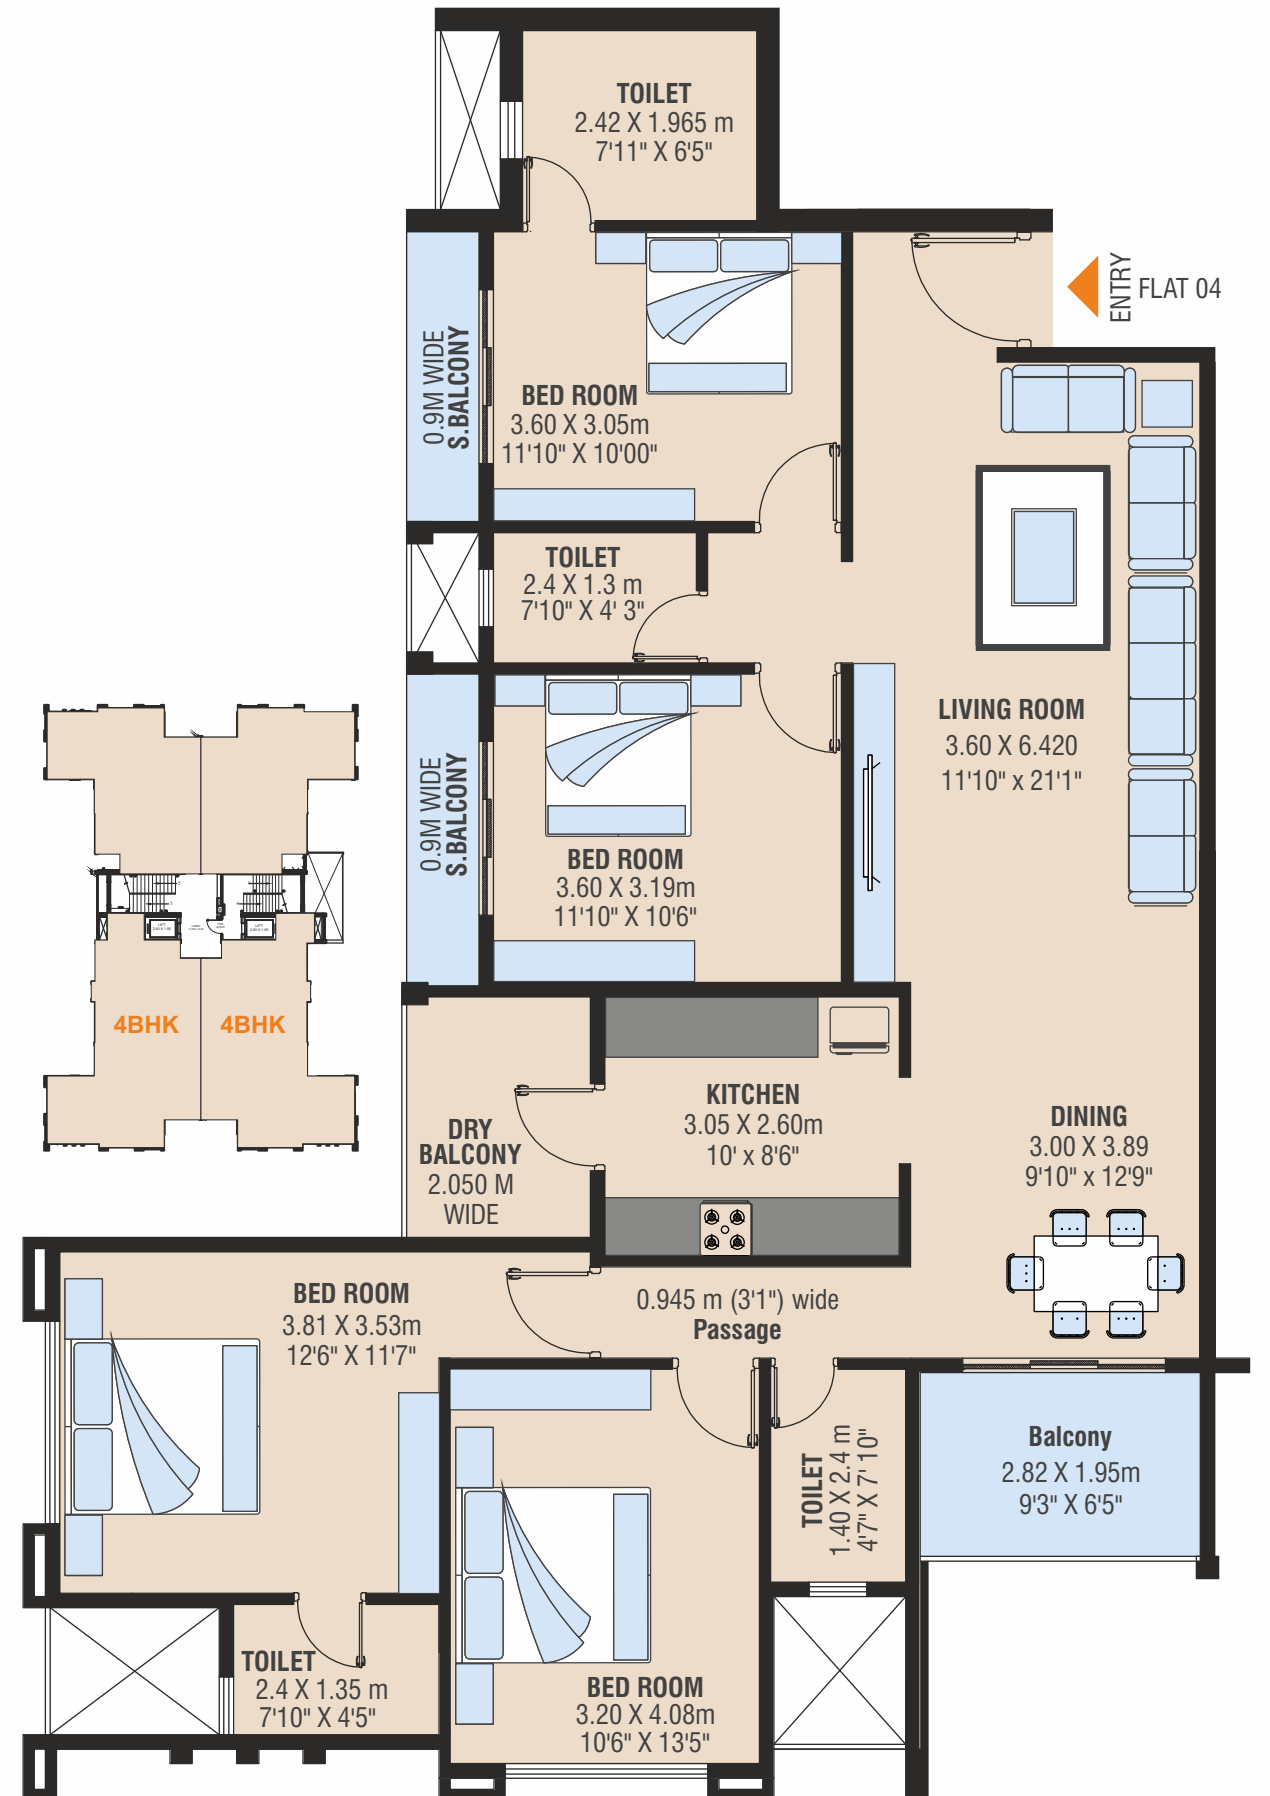 TOILET
2.42 X 1.965 m
7'11" X 6'5"
ENTRY
FLAT 04
0.9M WIDE
S.BALCONY
BED ROOM
3.60 X 3.05m
11'10" X 10'00"
TOILET
2.4 X 1.3 m
7'10" X 4' 3"
LIVING ROOM
3.60 X 6.420
11'10" x 21'1"
0.9M WIDE
S.BALCONY
BED ROOM
3.60 X 3.19m
11'10" X 10'6"
LIFT
LIFT
4BHK
4BHK
KITCHEN
3.05 X 2.60m
10' x 8'6"
DRY
BALCONY
2.050 M
WIDE
DINING
3.00 X 3.89
9'10" x 12'9"
BED ROOM
3.81 X 3.53m
12'6" X 11'7"
0.945 m (3'1") wide
Passage
TOILET
1.40 X 2.4 m
4'7" X 7' 10"
Balcony
2.82 X 1.95m
9'3" X 6'5"
TOILET
2.4 X 1.35 m
7'10" X 4'5"
BED ROOM
3.20 X 4.08m
10'6" X 13'5"